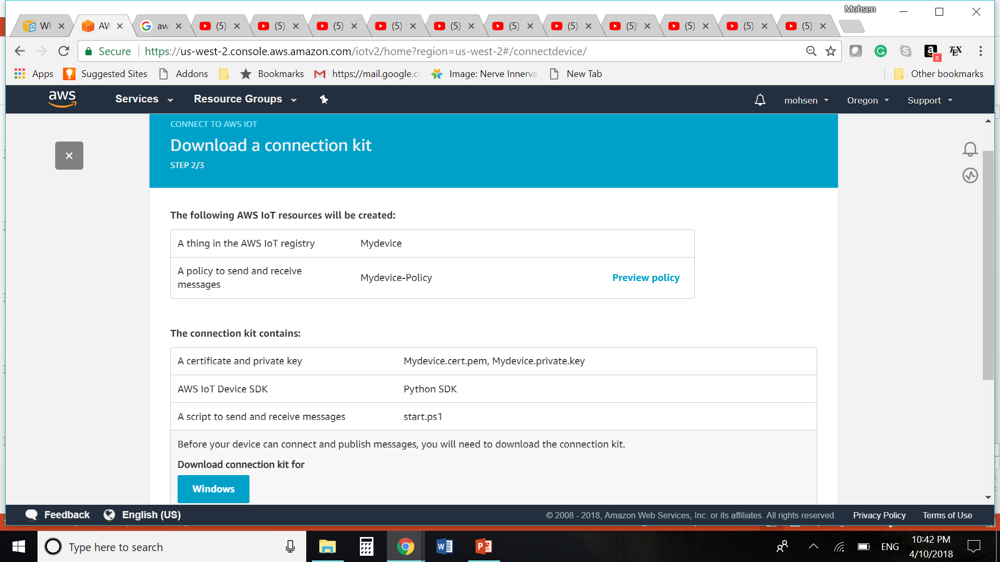 Mohsen
Wh
AW
aw
(5)
(5)
(5)
(5)
(5)
(5)
(5)
(5)
(5)
(5)
(5)
Secure
https://us-west-2.console.aws.amazon.com/iotv2/home?region=us-west-2#/connectdevice/
8
TEX
Apps
Suggested Sites
Addons
Bookmarks
https://mail.google.co
Image: Nerve Innerva
New Tab
Other bookmarks
aws
Services
Resource Groups
mohsen
Oregon
Support
CONNECT TO AWS IOT
Download a connection kit
STEP 2/3
The following AWS IoT resources will be created:
A thing in the AWS IoT registry Mydevice
A policy to send and receive
messages
Mydevice-Policy
Preview policy
The connection kit contains:
A certificate and private key Mydevice.cert.pem, Mydevice.private.key
AWS IoT Device SDK Python SDK
A script to send and receive messages start.ps1
Before your device can connect and publish messages, you will need to download the connection kit.
Download connection kit for
Windows
Feedback
English (US)
© 2008 - 2018, Amazon Web Services, Inc. or its affiliates. All rights reserved.
Privacy Policy
Terms of Use
Type here to search
ENG
10:42 PM
4/10/2018